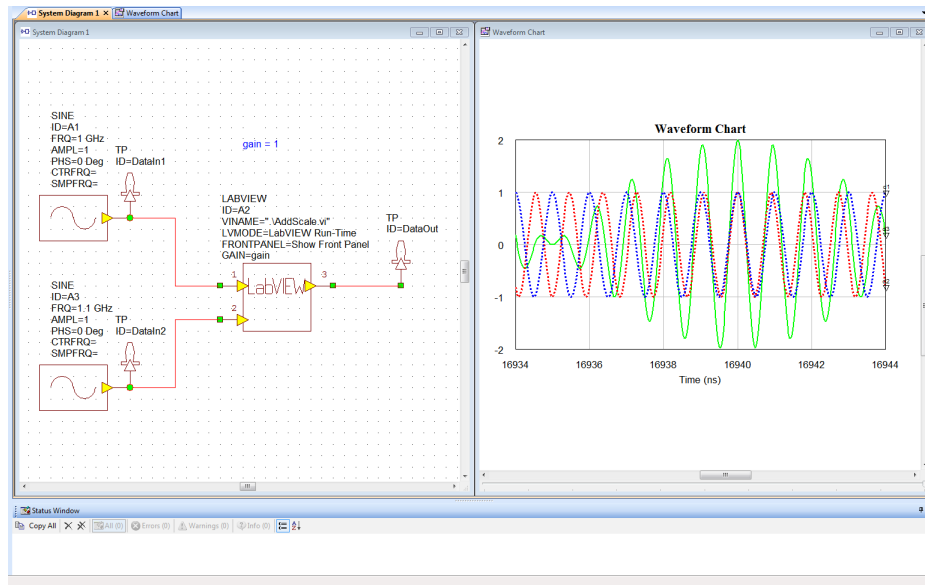 System Diagram 1
Waveform Chart
System Diagram 1
Waveform Chart
SINE
ID=A1
FRQ=1 GHz
AMPL=1
PHS=0 Deg
CTRFRQ=
SMPFRQ=
TP
ID=DataIn1
gain = 1
LABVIEW
ID=A2
VINAME=".\AddScale.vi"
LVMODE=LabVIEW Run-Time
FRONTPANEL=Show Front Panel
GAIN=gain
TP
ID=DataOut
1
LabVIEW
3
2
SINE
ID=A3
FRQ=1.1 GHz
AMPL=1
PHS=0 Deg
CTRFRQ=
SMPFRQ=
TP
ID=DataIn2
Waveform Chart
2
1
0
-1
-2
16934 16936 16938 16940 16942 16944
Time (ns)
Status Window
Copy All All (0) Errors (0) Warnings (0) Info (0)